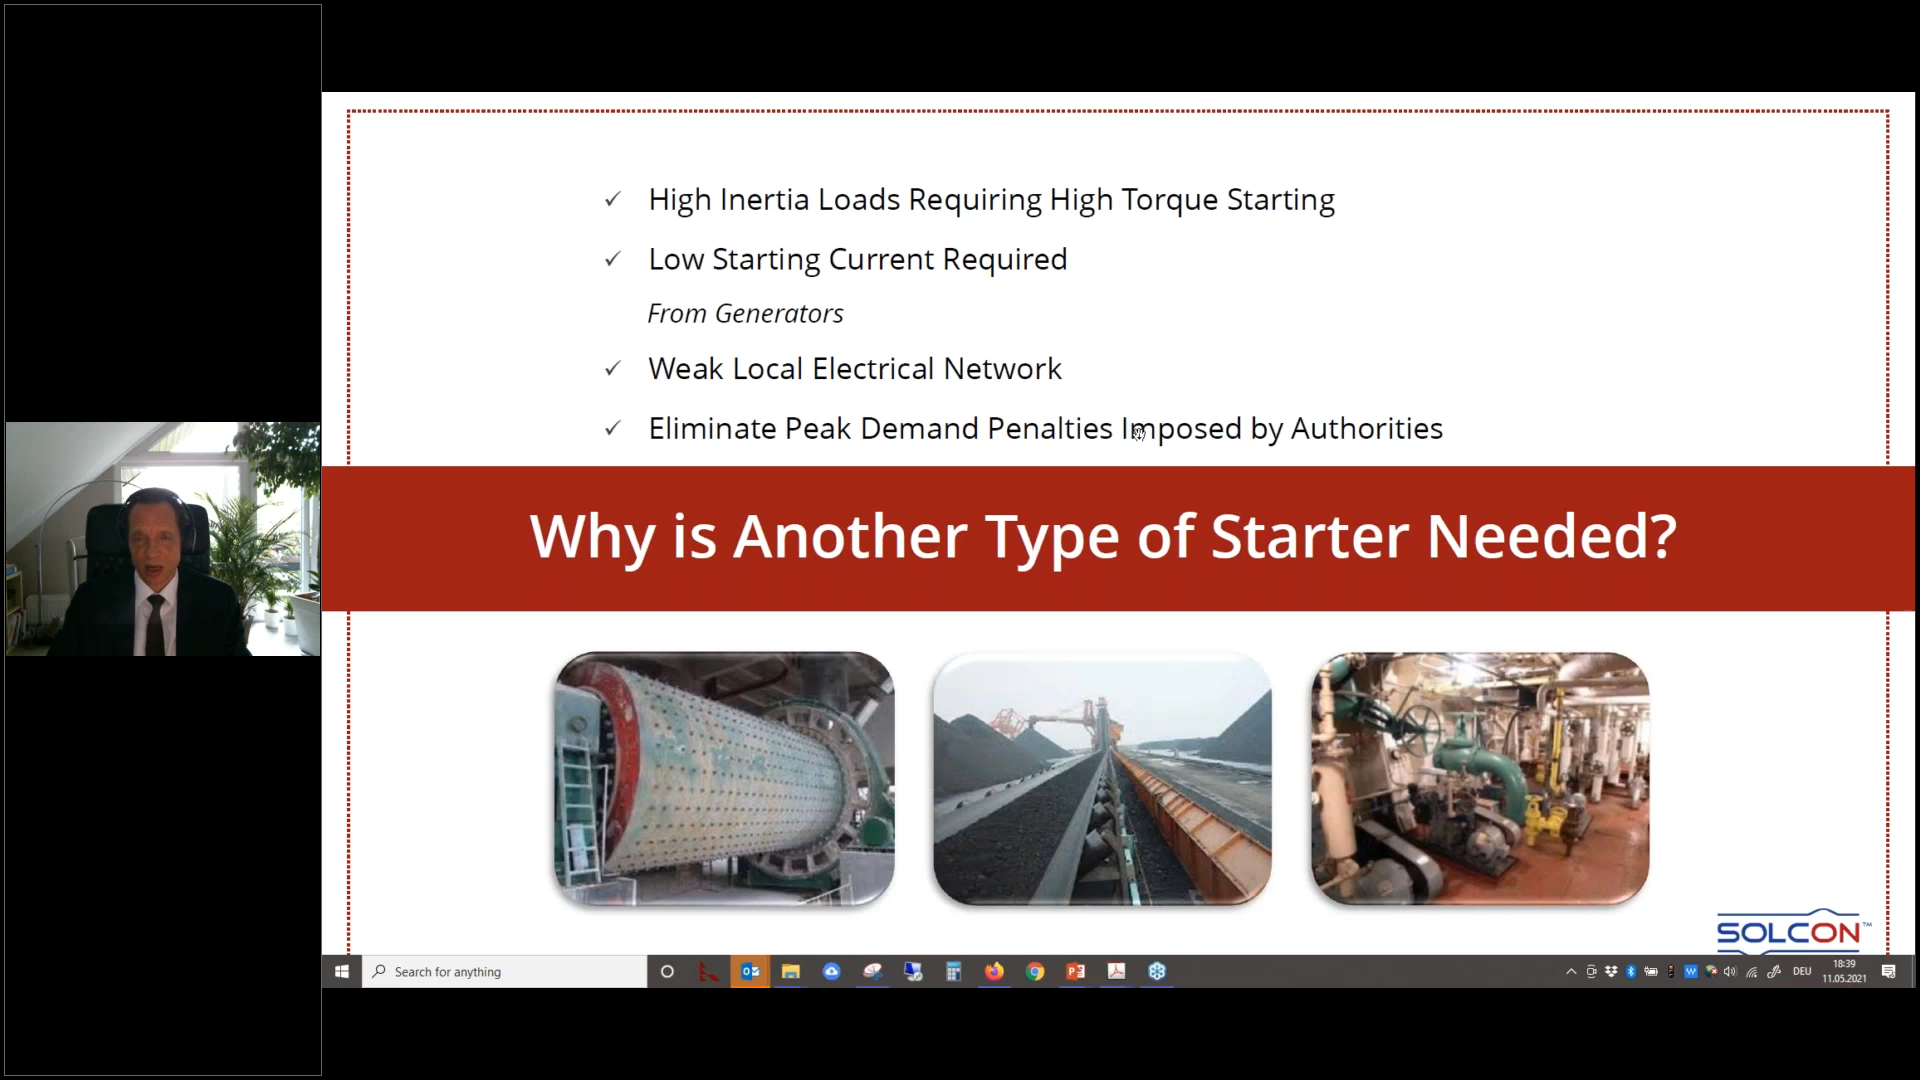 High Inertia Loads Requiring High Torque Starting
Low Starting Current Required
From Generators
Weak Local Electrical Network
Eliminate Peak Demand Penalties Imposed by Authorities
Why is Another Type of Starter Needed?
SOLCON™
Search for anything
DEU
18:39
11.05.2021